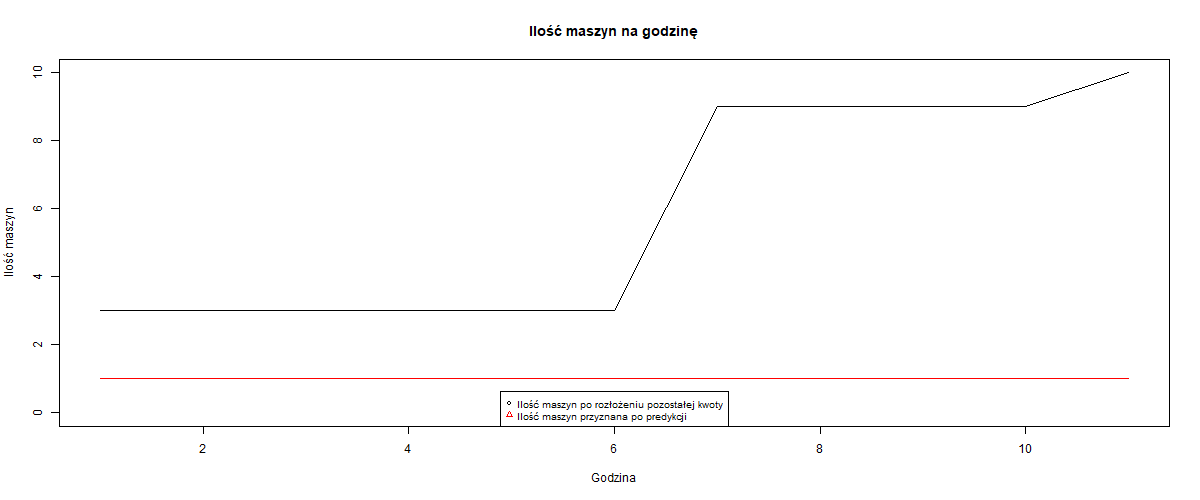 Ilość maszyn na godzinę
Ilość maszyn
10
8
6
4
2
0
Ilość maszyn po rozłożeniu pozostałej kwoty
Ilość maszyn przyznana po predykcji
2 4 6 8 10
Godzina